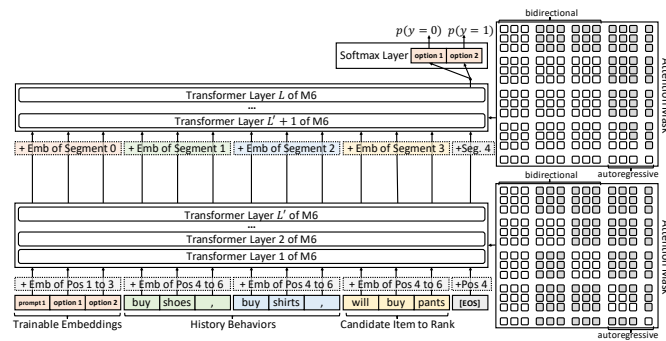 p(y = 0) p(y = 1)
Softmax Layer option 1 option 2
Transformer Layer L of M6
...
Transformer Layer L' + 1 of M6
+ Emb of Segment 0 + Emb of Segment 1 + Emb of Segment 2 + Emb of Segment 3 +Seg. 4
Transformer Layer L' of M6
...
Transformer Layer 2 of M6
Transformer Layer 1 of M6
+ Emb of Pos 1 to 3 + Emb of Pos 4 to 6 + Emb of Pos 4 to 6 + Emb of Pos 4 to 6 +Pos 4
prompt 1 option 1 option 2 buy shoes , buy shirts , will buy pants [EOS]
Trainable Embeddings History Behaviors Candidate Item to Rank
bidirectional
Attention Mask
autoregressive
bidirectional
Attention Mask
autoregressive